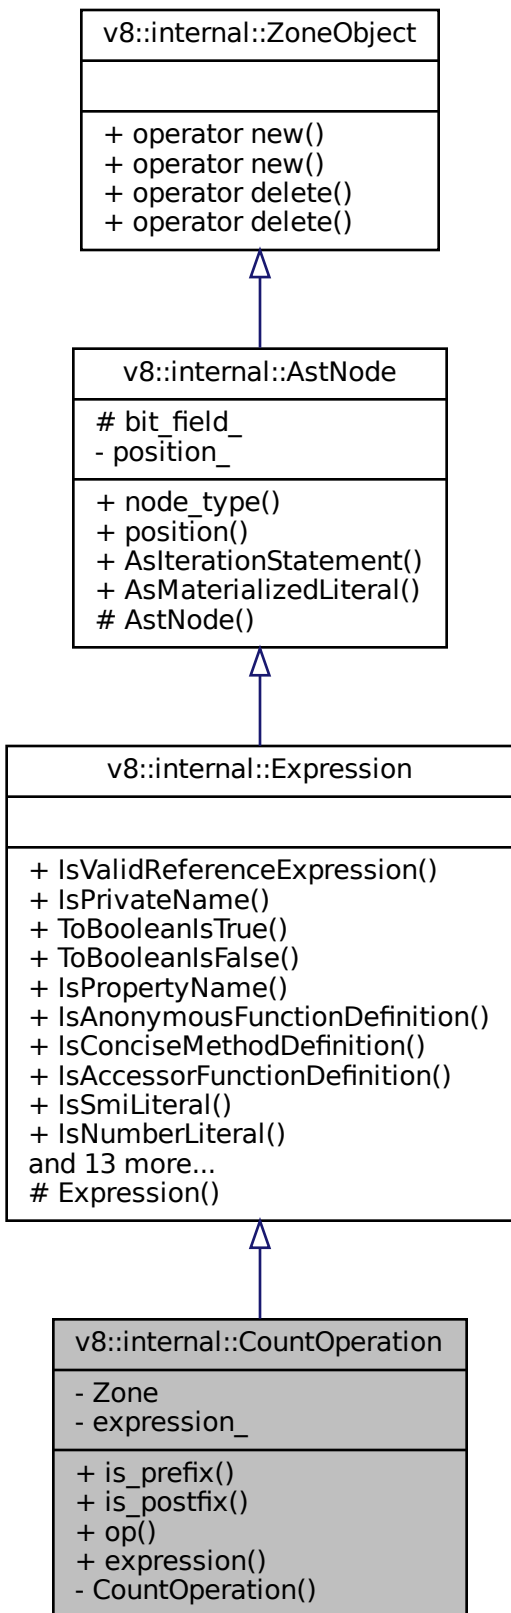 v8::internal::ZoneObject
+ operator new()
+ operator new()
+ operator delete()
+ operator delete()
v8::internal::AstNode
# bit_field_
- position_
+ node_type()
+ position()
+ AsIterationStatement()
+ AsMaterializedLiteral()
# AstNode()
v8::internal::Expression
+ IsValidReferenceExpression()
+ IsPrivateName()
+ ToBooleanIsTrue()
+ ToBooleanIsFalse()
+ IsPropertyName()
+ IsAnonymousFunctionDefinition()
+ IsConciseMethodDefinition()
+ IsAccessorFunctionDefinition()
+ IsSmiLiteral()
+ IsNumberLiteral()
and 13 more...
# Expression()
v8::internal::CountOperation
- Zone
- expression_
+ is_prefix()
+ is_postfix()
+ op()
+ expression()
- CountOperation()